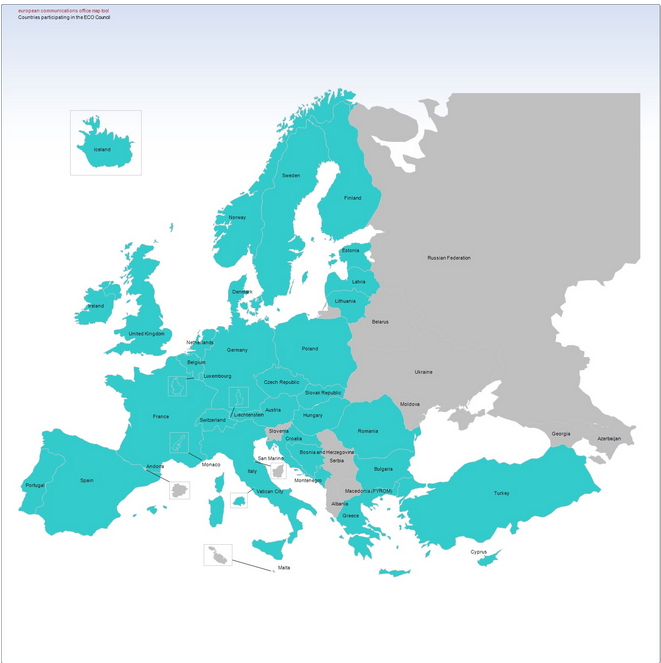 european communications office map tool
Countries participating in the ECO Council
Iceland
Sweden
Finland
Norway
Estonia
Russian Federation
Latvia
Denmark
Lithuania
Ireland
Belarus
United Kingdom
Netherlands
Germany
Poland
Belgium
Ukraine
Luxembourg
Czech Republic
Slovak Republic
Moldova
Liechtenstein
Austria
Hungary
France
Switzerland
Romania
Slovenia
Georgia
Croatia
Azerbaijan
Bosnia and Herzegovina
San Marino
Serbia
Monaco
Andorra
Italy
Bulgaria
Spain
Montenegro
Portugal
Vatican City
Macedonia (FYROM)
Turkey
Albania
Greece
Cyprus
Malta